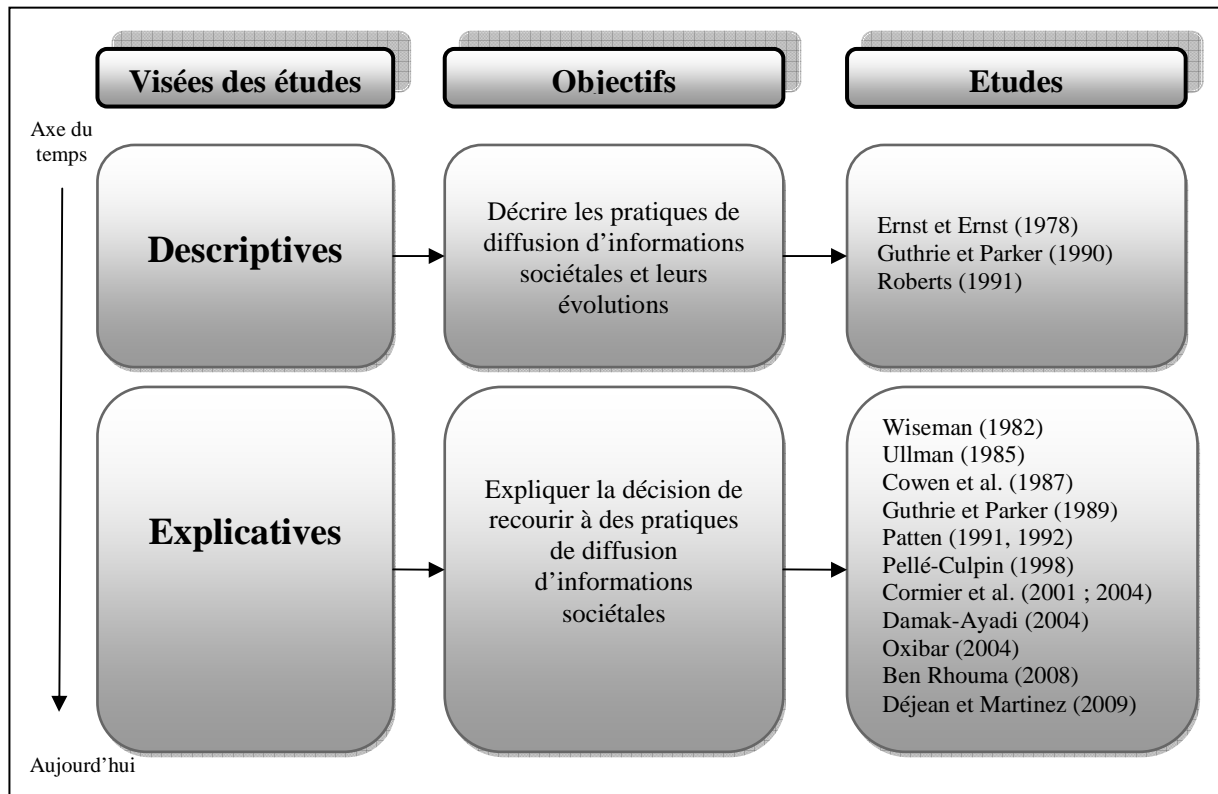 Visées des études
Objectifs
Etudes
Axe du
temps
Descriptives
Décrire les pratiques de
diffusion d'informations
sociétales et leurs
évolutions
Ernst et Ernst (1978)
Guthrie et Parker (1990)
Roberts (1991)
Explicatives
Expliquer la décision de
recourir à des pratiques
de diffusion
d'informations
sociétales
Wiseman (1982)
Ullman (1985)
Cowen et al. (1987)
Guthrie et Parker (1989)
Patten (1991, 1992)
Pellé-Culpin (1998)
Cormier et al. (2001 ; 2004)
Damak-Ayadi (2004)
Oxibar (2004)
Ben Rhouma (2008)
Déjean et Martinez (2009)
Aujourd'hui